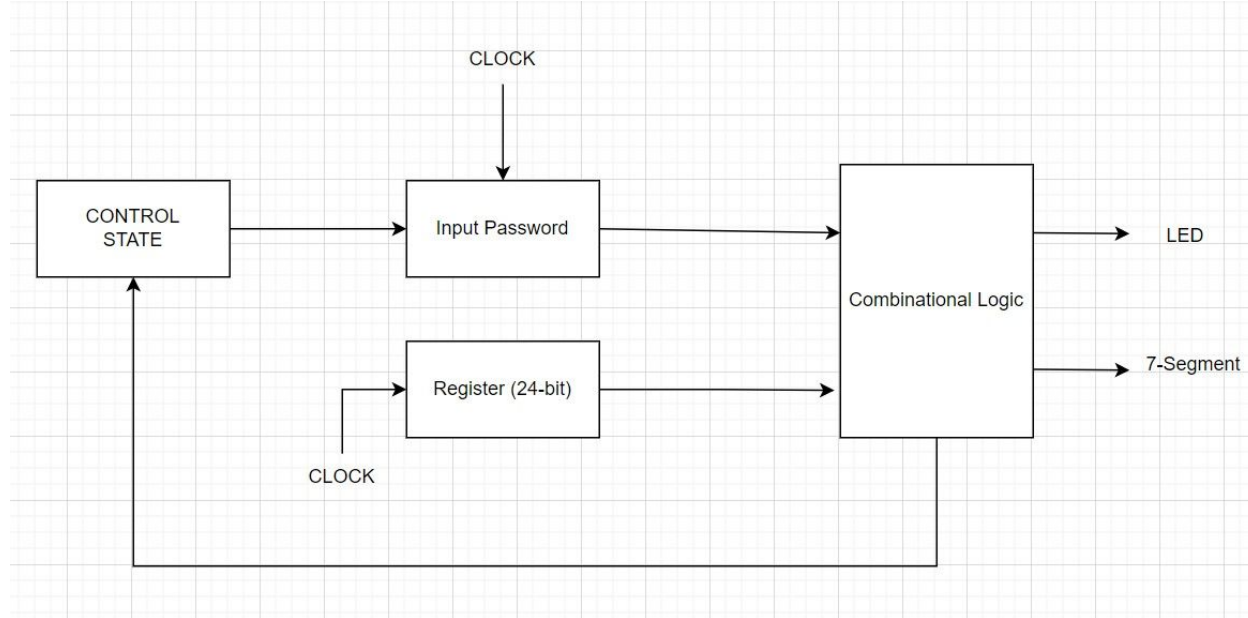 CLOCK
CONTROL
STATE
Input Password
LED
Combinational Logic
7-Segment
Register (24-bit)
CLOCK